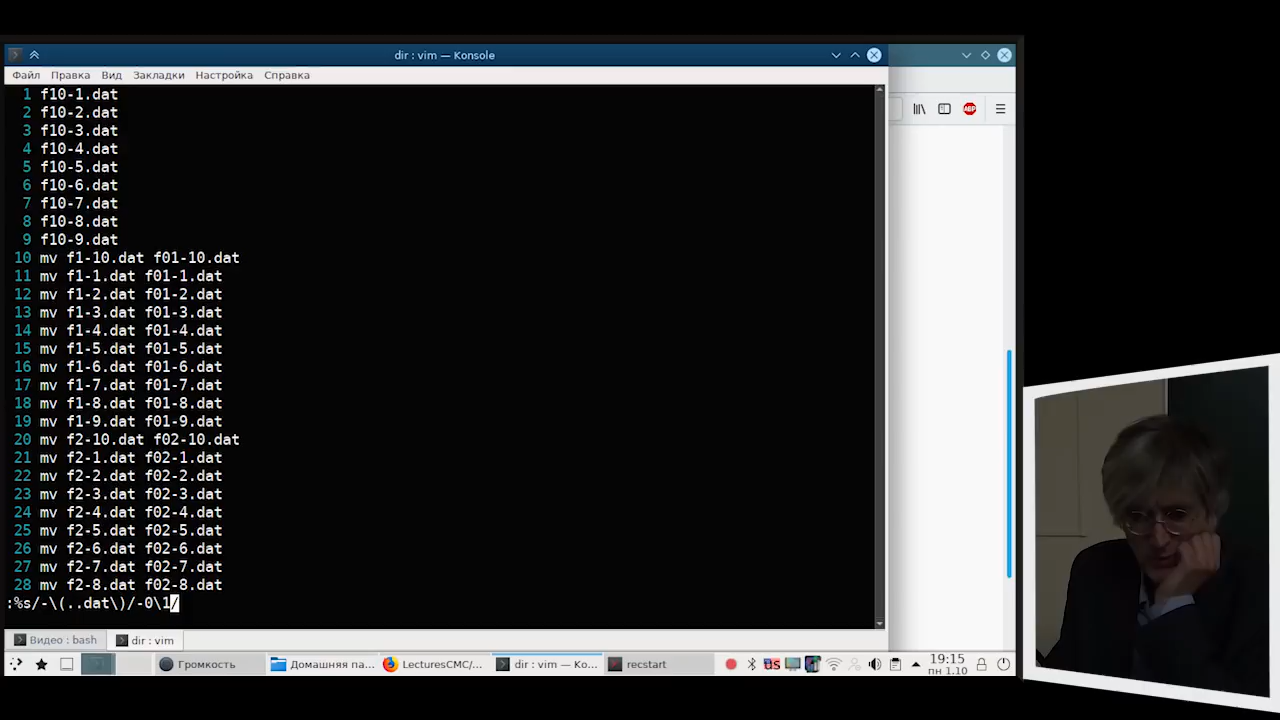 dir : vim — Konsole
Файл Правка Вид Закладки Настройка Справка
ABP
1 f10-1.dat
2 f10-2.dat
3 f10-3.dat
4 f10-4.dat
5 f10-5.dat
6 f10-6.dat
7 f10-7.dat
8 f10-8.dat
9 f10-9.dat
10 mv f1-10.dat f01-10.dat
11 mv f1-1.dat f01-1.dat
12 mv f1-2.dat f01-2.dat
13 mv f1-3.dat f01-3.dat
14 mv f1-4.dat f01-4.dat
15 mv f1-5.dat f01-5.dat
16 mv f1-6.dat f01-6.dat
17 mv f1-7.dat f01-7.dat
18 mv f1-8.dat f01-8.dat
19 mv f1-9.dat f01-9.dat
20 mv f2-10.dat f02-10.dat
21 mv f2-1.dat f02-1.dat
22 mv f2-2.dat f02-2.dat
23 mv f2-3.dat f02-3.dat
24 mv f2-4.dat f02-4.dat
25 mv f2-5.dat f02-5.dat
26 mv f2-6.dat f02-6.dat
27 mv f2-7.dat f02-7.dat
28 mv f2-8.dat f02-8.dat
:%s/-\(..dat\)/-0\1/
Видео : bash dir : vim
Громкость Домашняя па... LecturesCMC/... dir : vim — Ko... recstart us 19:15
пн 1.10